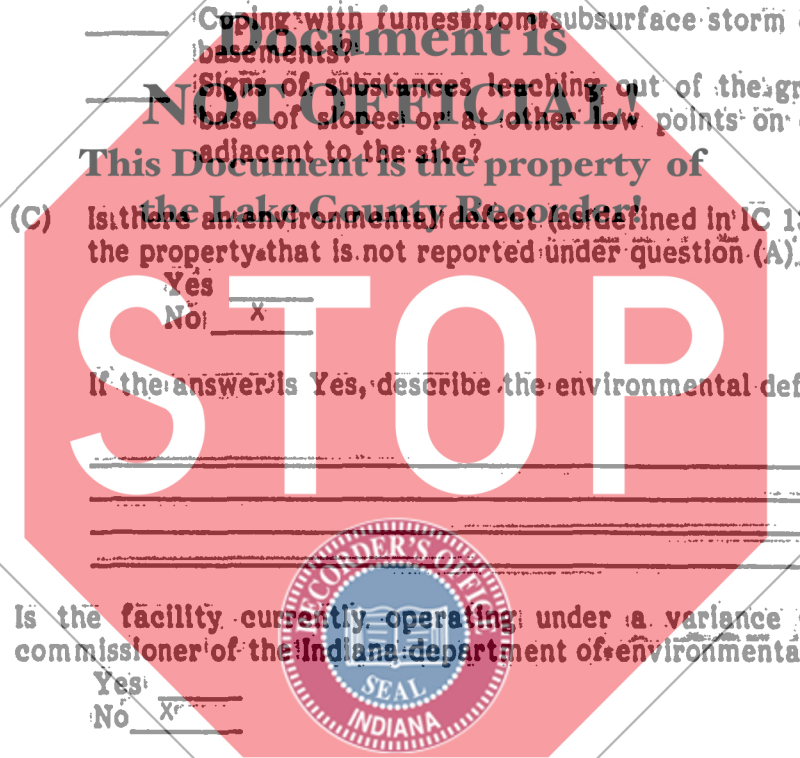 Coping with fumes from subsurface storm
Document is
basements?
Signs of substances leaching out of the gr
NOT OFFICIAL!
base of slopes or at other low points on
adjacent to the site?
This Document is the property of
the Lake County Recorder!
(C) Is there an environmental defect (as defined in IC 1
the property that is not reported under question (A)
Yes
No x
STOP
If the answer is Yes, describe the environmental def
RECORDER'S OFFICE
Is the facility currently operating under a variance
commissioner of the Indiana department of environmenta
SEAL
INDIANA
Yes
No X